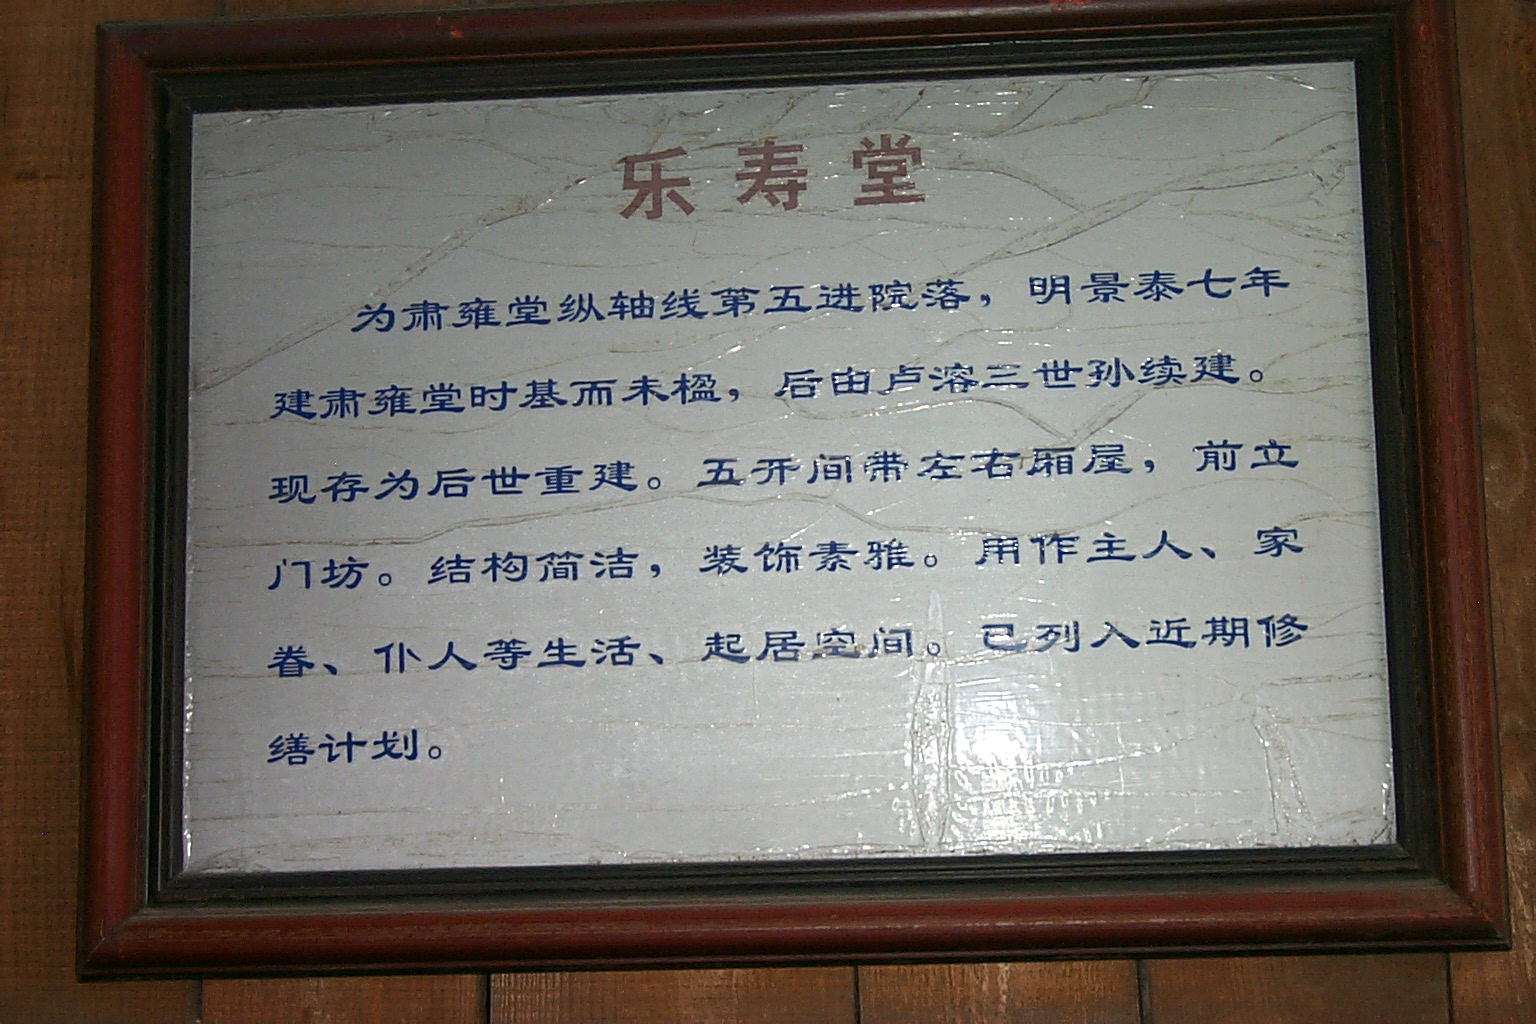 乐寿堂
为肃雍堂纵轴线第五进院落，明景泰七年
建肃雍堂时基而未楹，后由卢溶三世孙续建。
现存为后世重建。五开间带左右厢屋，前立
门坊。结构简洁，装饰素雅。用作主人、家
眷、仆人等生活、起居空间。已列入近期修
缮计划。